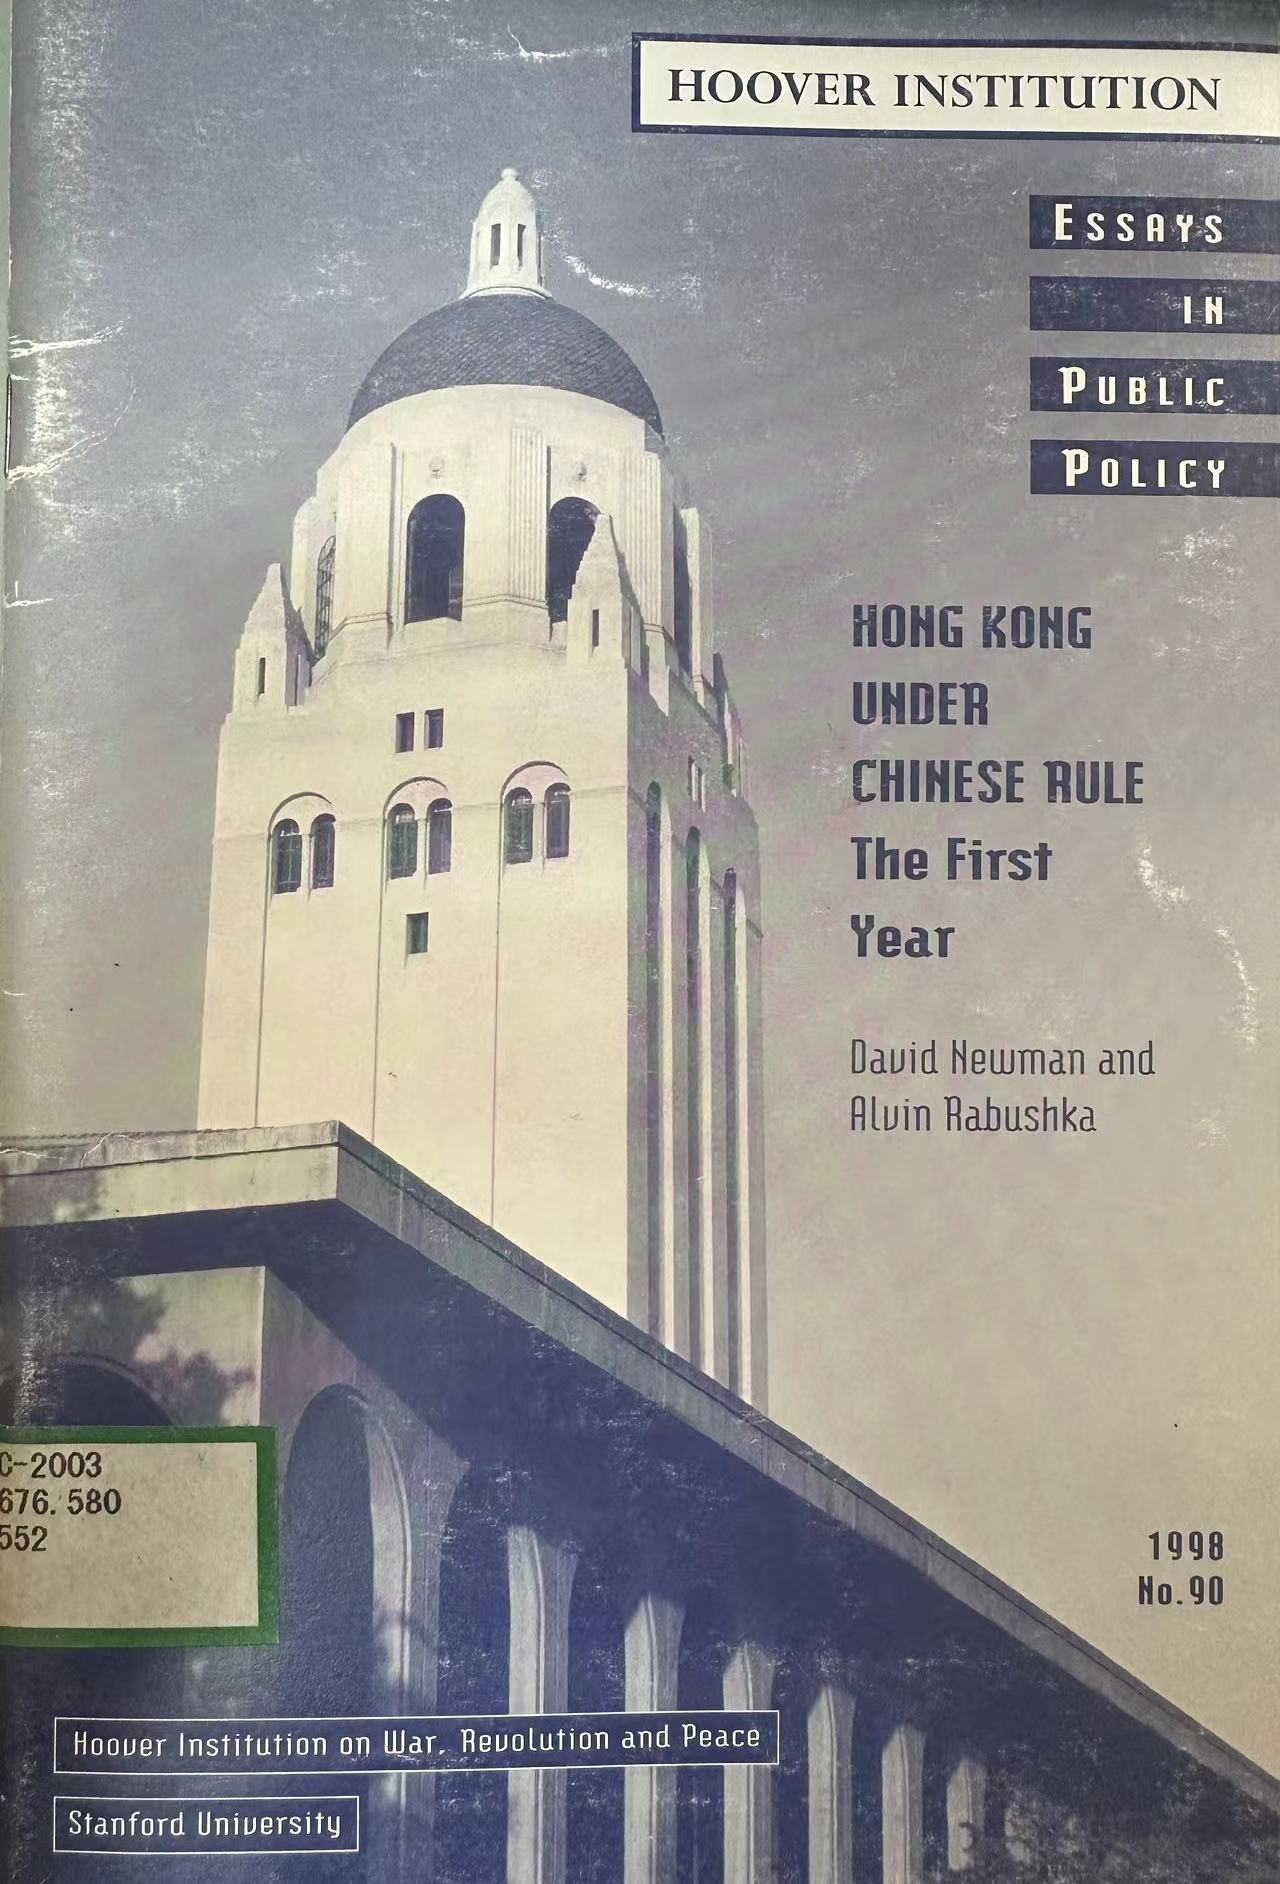 HOOVER INSTITUTION
ESSAYS
IN
PUBLIC
POLICY
HONG KONG
UNDER
CHINESE RULE
The First
Year
David Newman and
Alvin Rabushka
C-2003
676.580
552
1998
No.90
Hoover Institution on War, Revolution and Peace
Stanford University